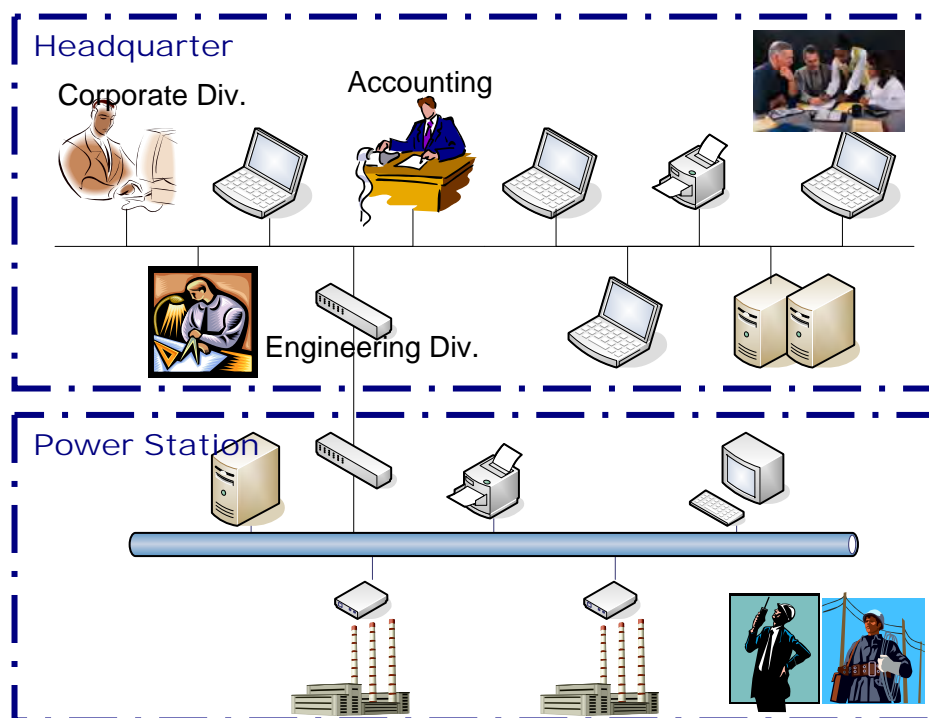 Headquarter
Corporate Div.
Accounting
Engineering Div.
Power Station